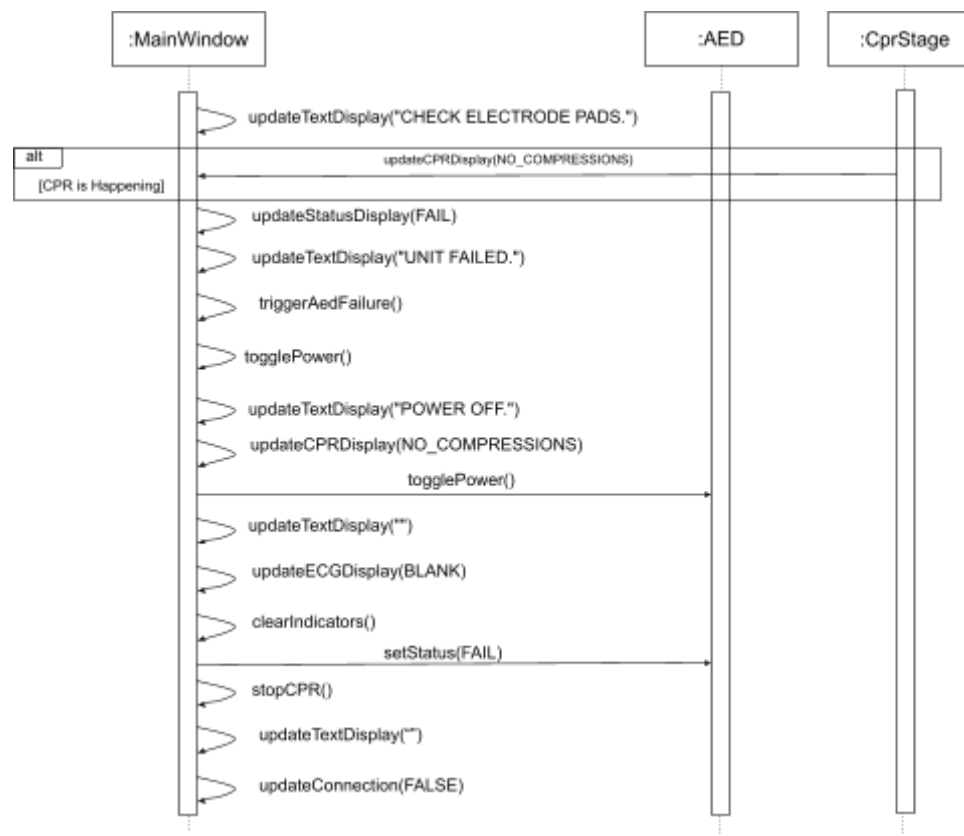 :MainWindow
:AED
:CprStage
updateTextDisplay("CHECK ELECTRODE PADS.")
alt
updateCPRDisplay(NO_COMPRESSIONS)
[CPR is Happening]
updateStatusDisplay(FAIL)
updateTextDisplay("UNIT FAILED.")
triggerAedFailure()
togglePower()
updateTextDisplay("POWER OFF.")
updateCPRDisplay(NO_COMPRESSIONS)
togglePower()
updateTextDisplay("")
updateECGDisplay(BLANK)
clearIndicators()
setStatus(FAIL)
stopCPR()
updateTextDisplay("")
updateConnection(FALSE)